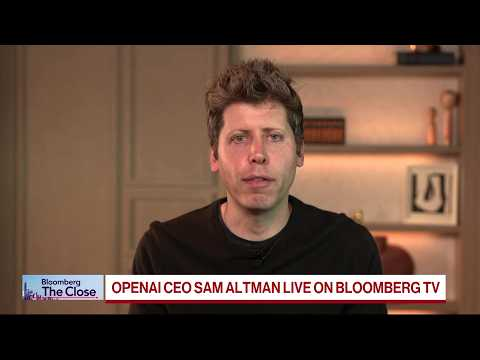 Bloomberg
The Close
OPENAI CEO SAM ALTMAN LIVE ON BLOOMBERG TV